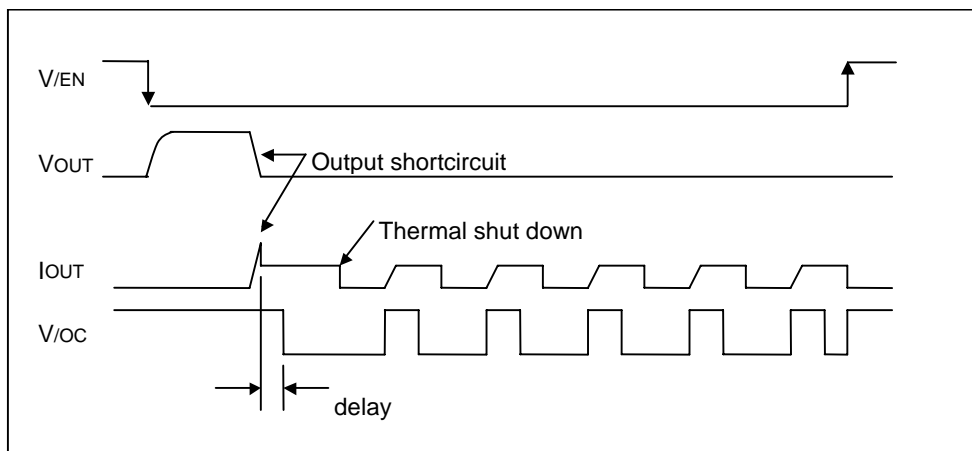 V/EN
VOUT
Output shortcircuit
Thermal shut down
IOUT
V/OC
delay